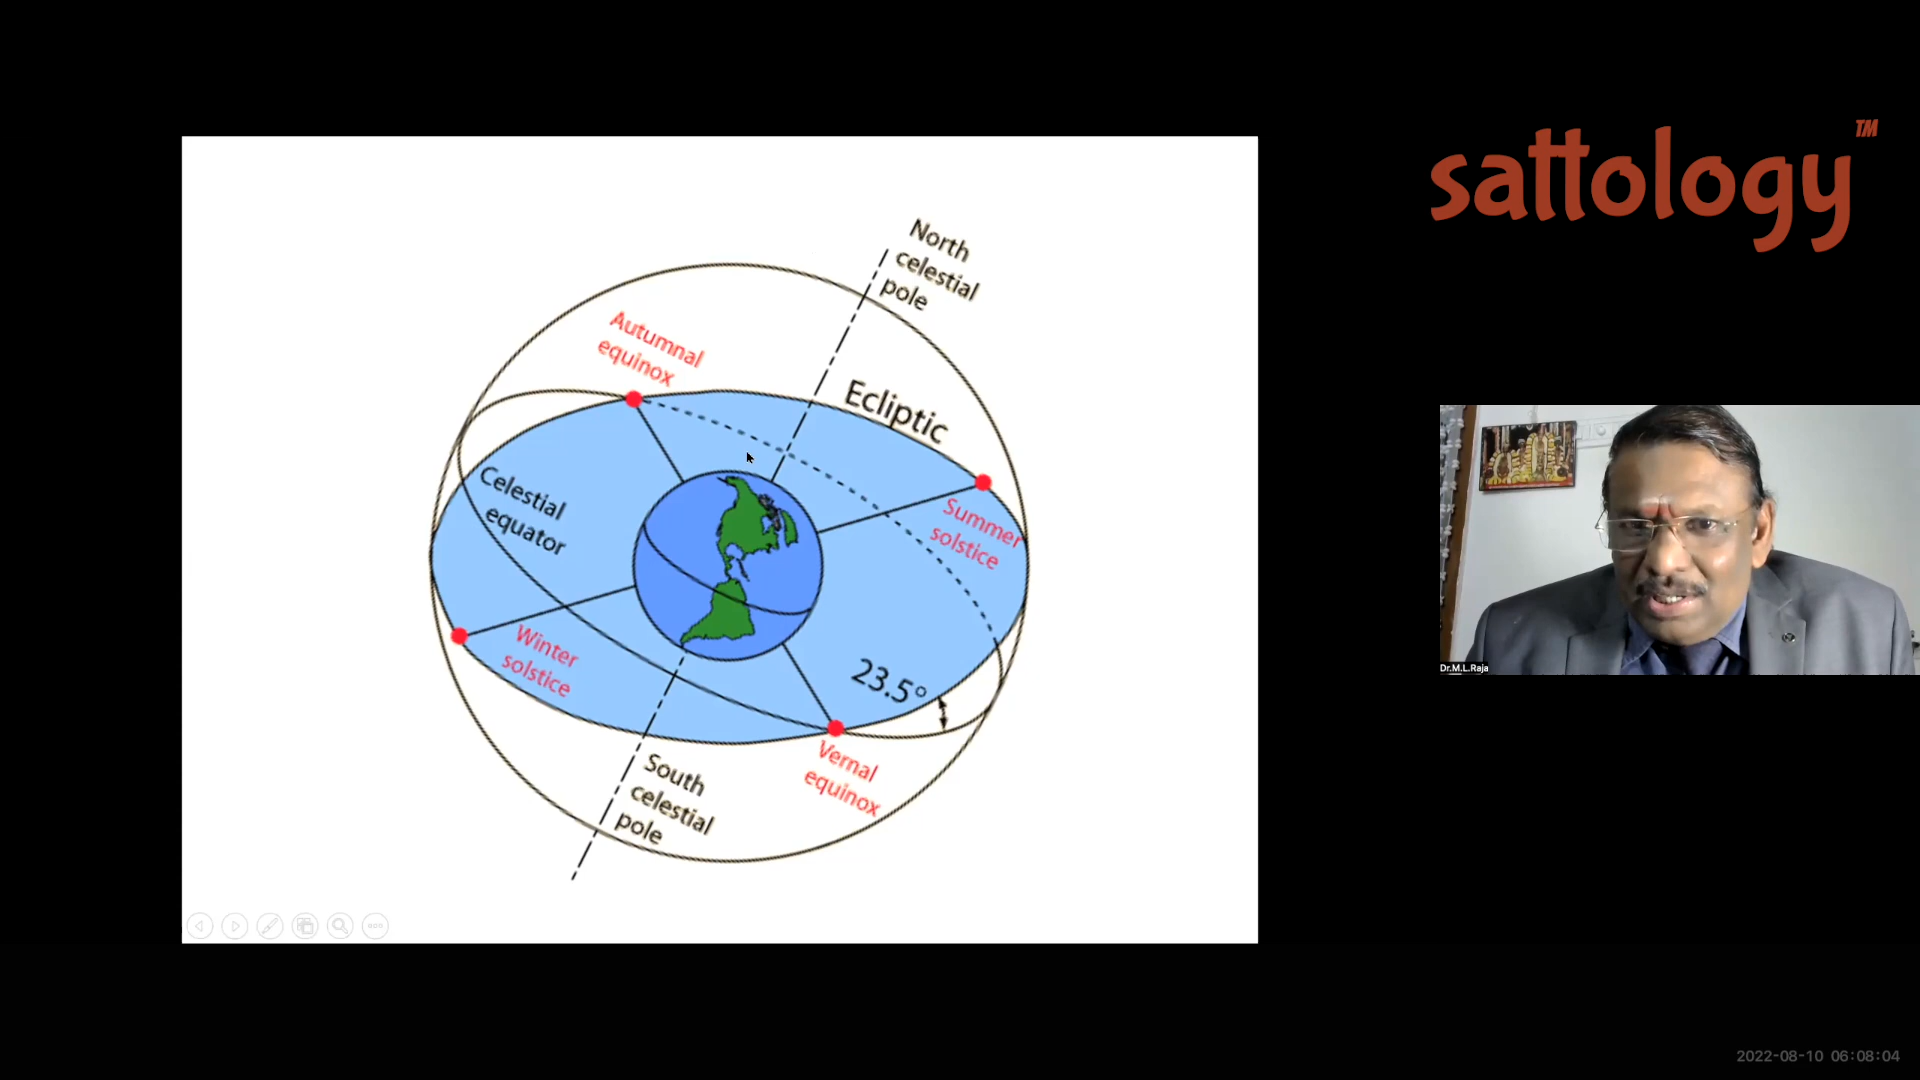 sattology
TM
North
celestial
pole
Autumnal
equinox
Ecliptic
Celestial
equator
Summer
solstice
Winter
solstice
23.5°
Vernal
equinox
South
celestial
pole
Dr.M.L.Raja
2022-08-10 06:08:04